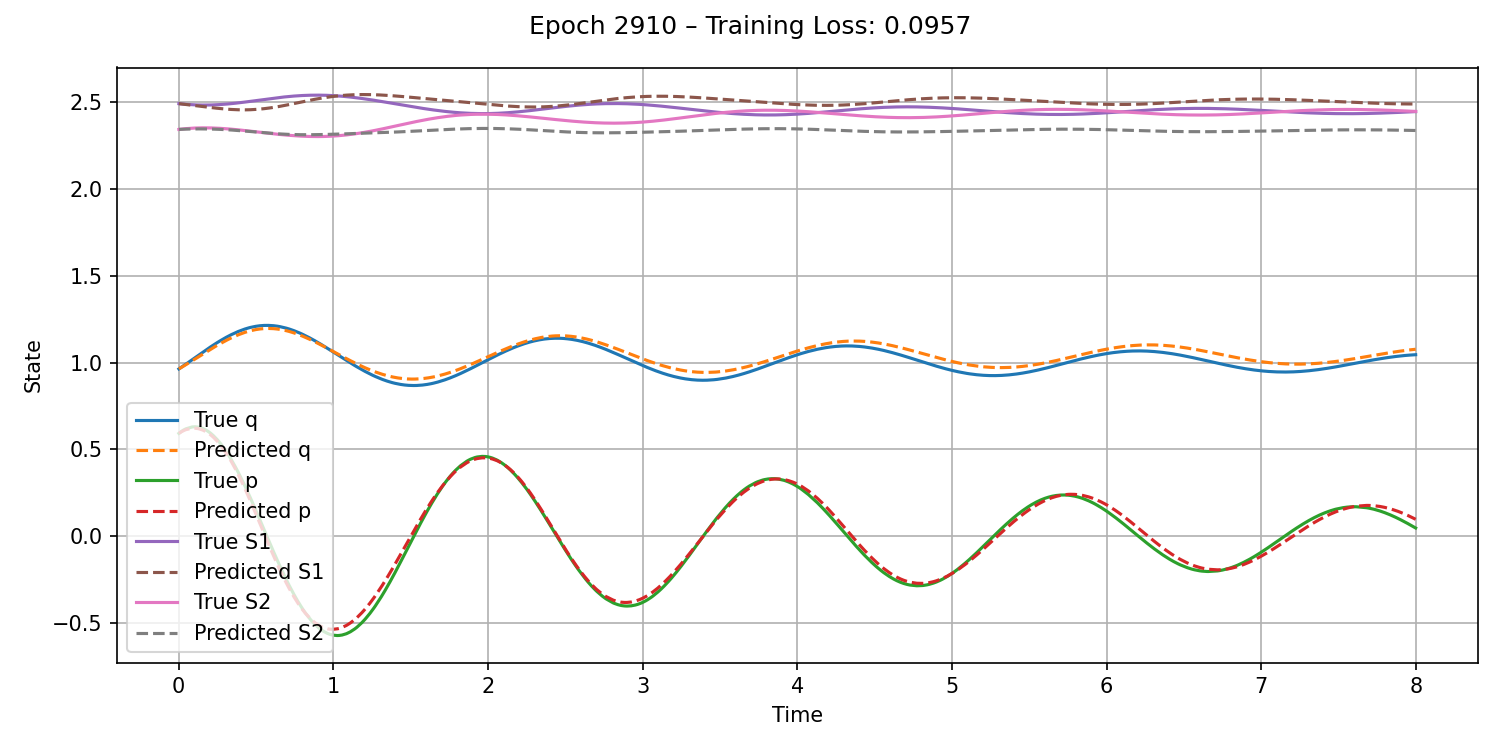 Epoch 2910 – Training Loss: 0.0957
State
2.5
2.0
1.5
1.0
0.5
0.0
−0.5
True q
Predicted q
True p
Predicted p
True S1
Predicted S1
True S2
Predicted S2
0 1 2 3 4 5 6 7 8
Time